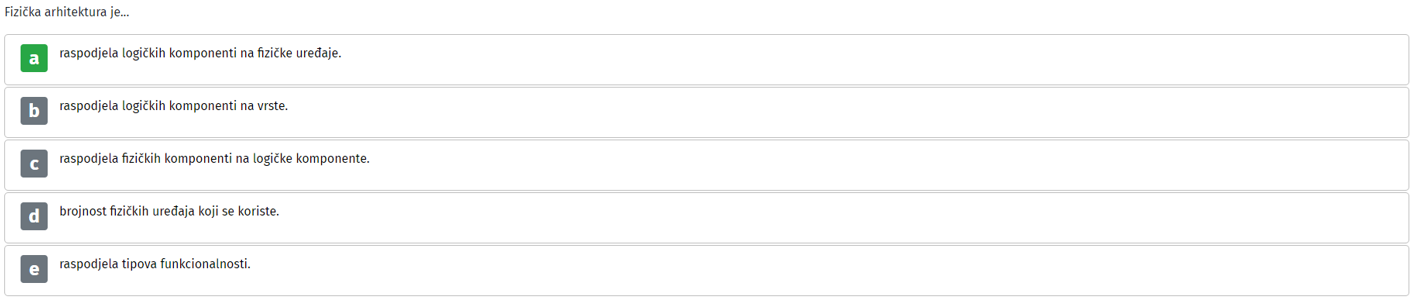 Fizička arhitektura je...
a raspodjela logičkih komponenti na fizičke uređaje.
b raspodjela logičkih komponenti na vrste.
c raspodjela fizičkih komponenti na logičke komponente.
d brojnost fizičkih uređaja koji se koriste.
e raspodjela tipova funkcionalnosti.